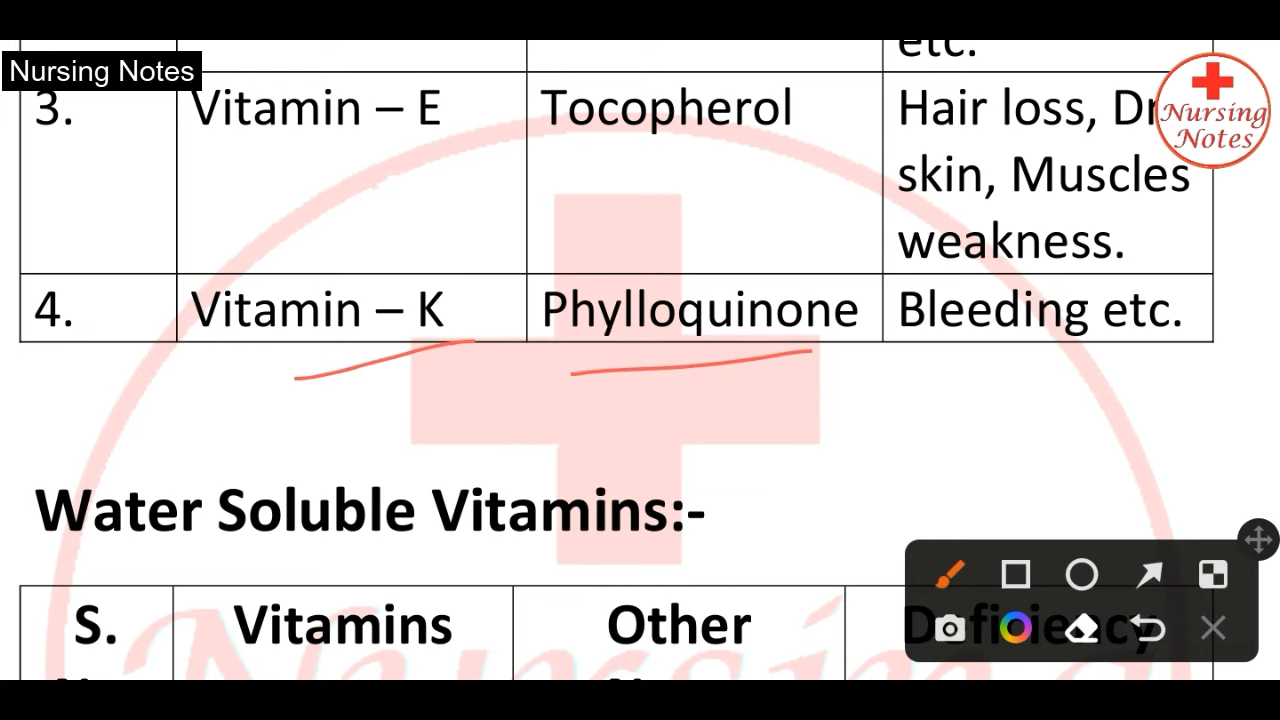 etc.
Nursing Notes
3. Vitamin – E Tocopherol Hair loss,
skin, Muscles
weakness.
Nursing
Notes
4. Vitamin – K Phylloquinone Bleeding etc.
Water Soluble Vitamins:-
S. Vitamins Other Deficiency